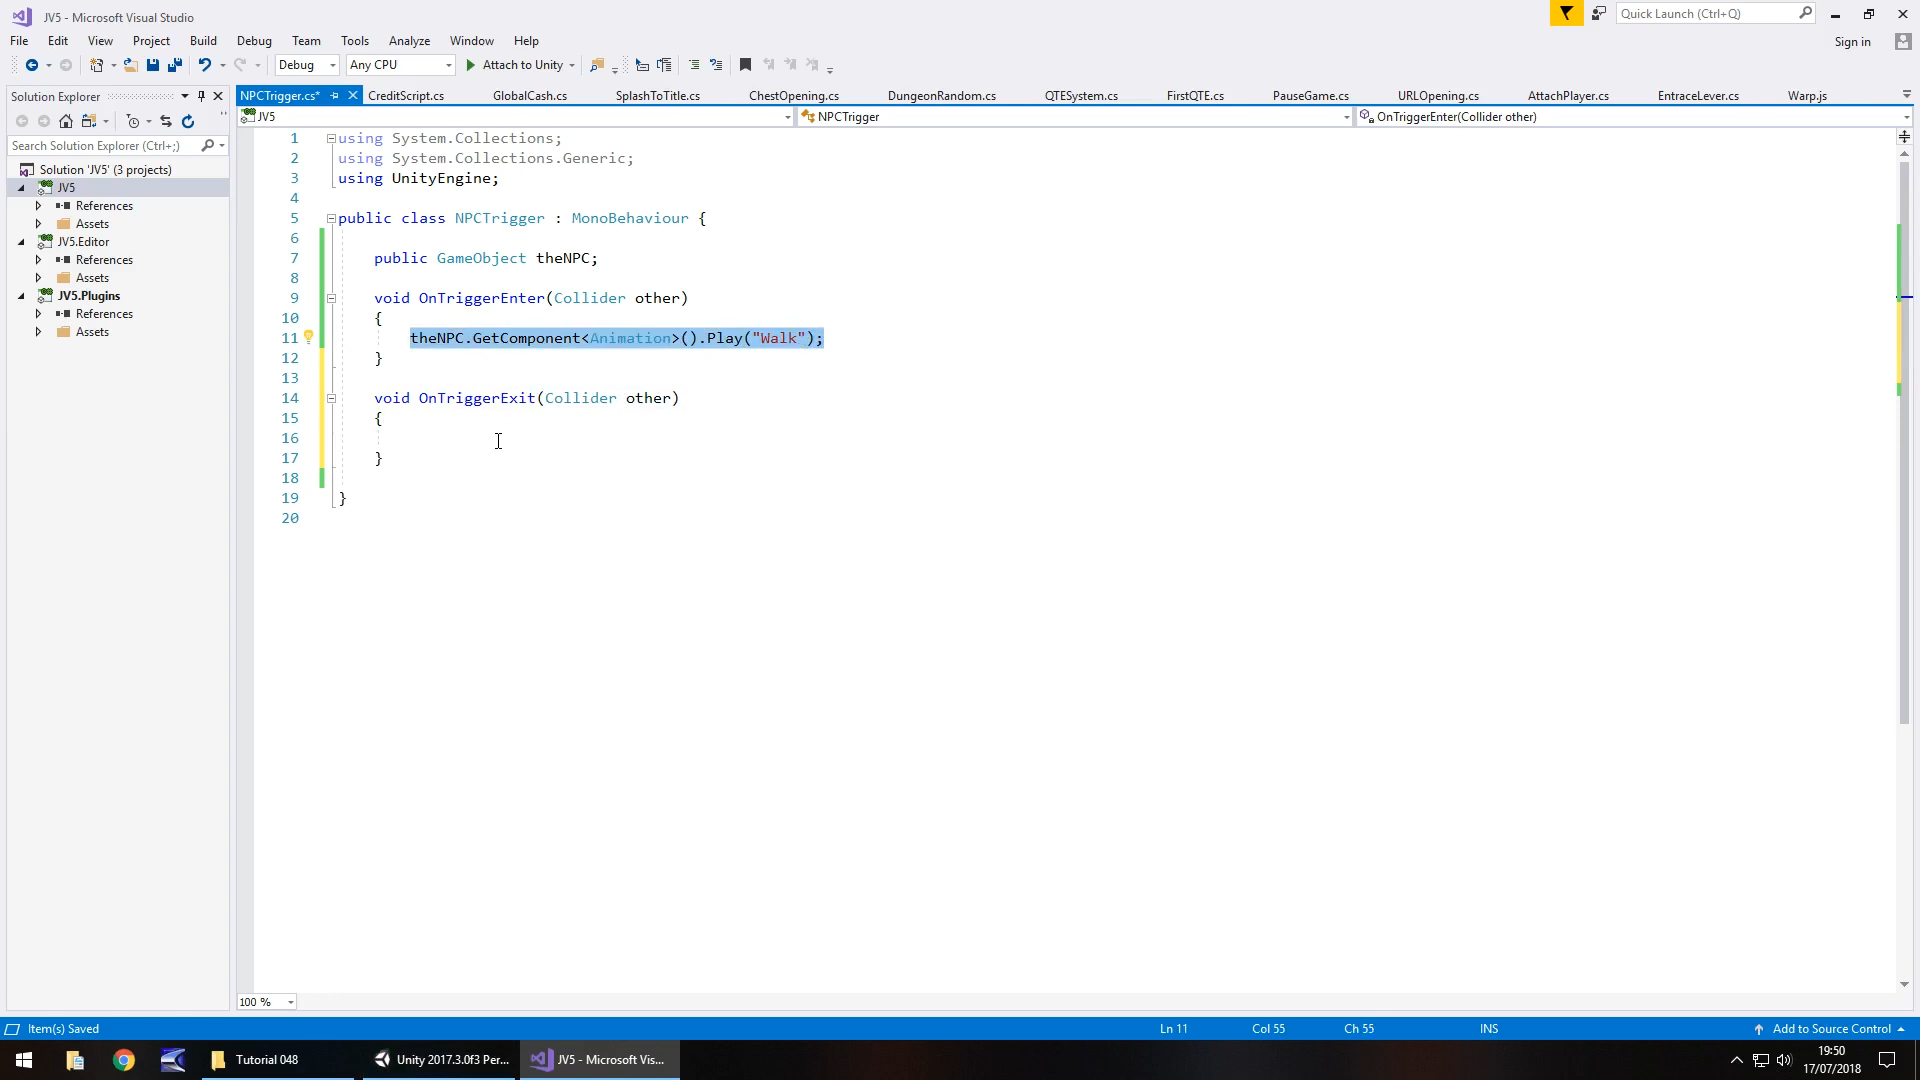 JV5 - Microsoft Visual Studio
Quick Launch (Ctrl+Q)
File Edit View Project Build Debug Team Tools Analyze Window Help
Sign in
Debug Any CPU Attach to Unity
Solution Explorer
NPCTrigger.cs* CreditScript.cs GlobalCash.cs SplashToTitle.cs ChestOpening.cs DungeonRandom.cs QTESystem.cs FirstQTE.cs PauseGame.cs URLOpening.cs AttachPlayer.cs EntraceLever.cs Warp.js
JV5 NPCTrigger OnTriggerEnter(Collider other)
Search Solution Explorer (Ctrl+;)
Solution 'JV5' (3 projects)
JV5
References
Assets
JV5.Editor
References
Assets
JV5.Plugins
References
Assets
1 using System.Collections;
2 using System.Collections.Generic;
3 using UnityEngine;
4
5 public class NPCTrigger : MonoBehaviour {
6
7 public GameObject theNPC;
8
9 void OnTriggerEnter(Collider other)
10 {
11 theNPC.GetComponent<Animation>().Play("Walk");
12 }
13
14 void OnTriggerExit(Collider other)
15 {
16
17 }
18
19 }
20
100 %
Item(s) Saved Ln 11 Col 55 Ch 55 INS Add to Source Control
Tutorial 048 Unity 2017.3.0f3 Per... JV5 - Microsoft Vis...
19:50
17/07/2018